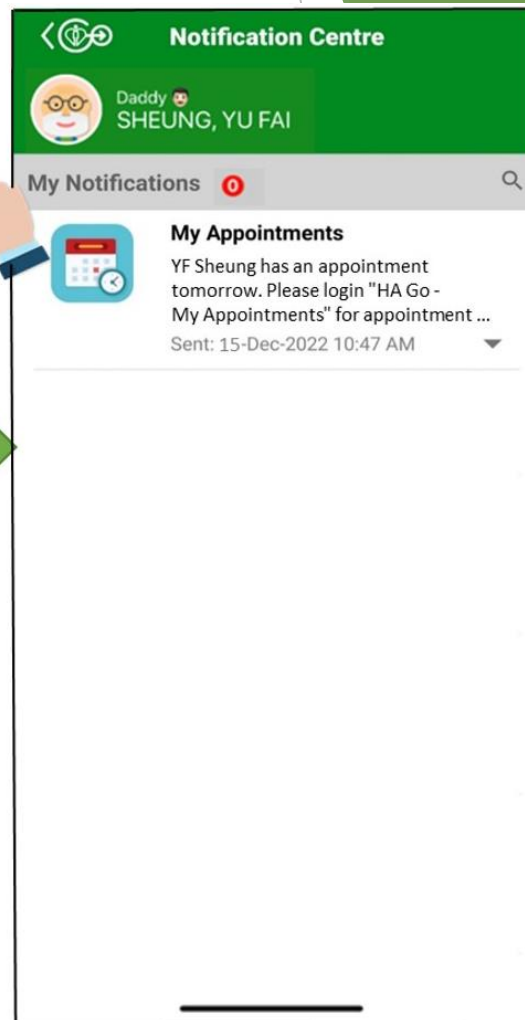 Notification Centre
Daddy
SHEUNG, YU FAI
My Notifications 0
My Appointments
YF Sheung has an appointment
tomorrow. Please login "HA Go -
My Appointments" for appointment ...
Sent: 15-Dec-2022 10:47 AM